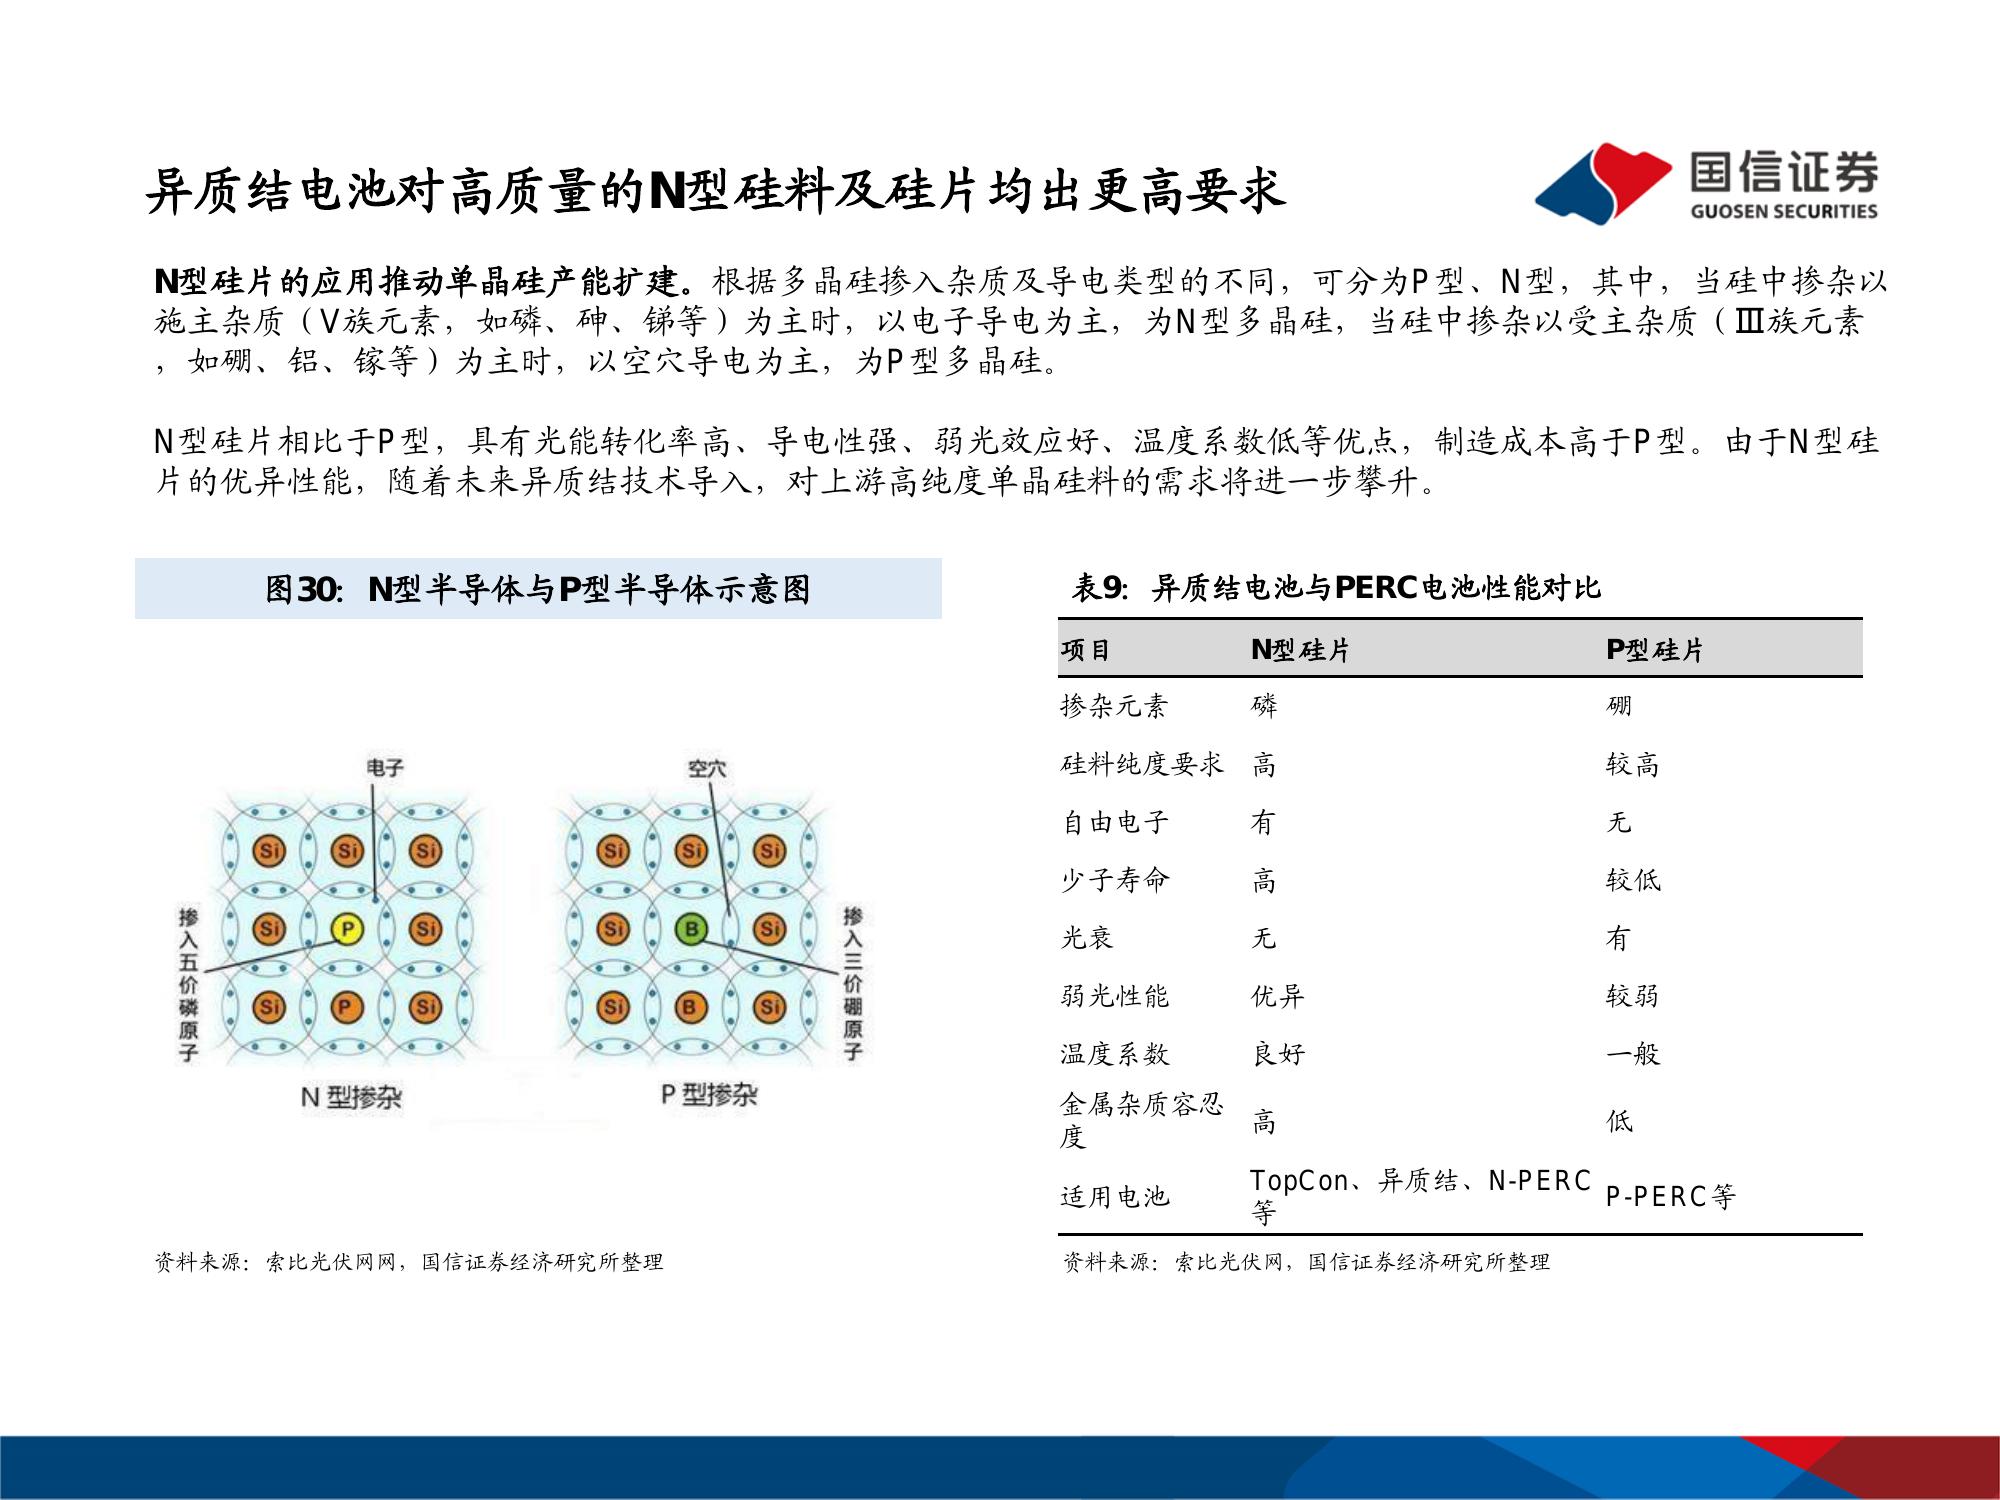 异质结电池对高质量的N型硅料及硅片均出更高要求
国信证券
GUOSEN SECURITIES
N型硅片的应用推动单晶硅产能扩建。根据多晶硅掺入杂质及导电类型的不同，可分为P型、N型，其中，当硅中掺杂以
施主杂质（V族元素，如磷、砷、锑等）为主时，以电子导电为主，为N型多晶硅，当硅中掺杂以受主杂质（Ⅲ族元素
，如硼、铝、镓等）为主时，以空穴导电为主，为P型多晶硅。
N型硅片相比于P型，具有光能转化率高、导电性强、弱光效应好、温度系数低等优点，制造成本高于P型。由于N型硅
片的优异性能，随着未来异质结技术导入，对上游高纯度单晶硅料的需求将进一步攀升。
图30：N型半导体与P型半导体示意图
电子
空穴
Si Si Si
Si P Si
Si P Si
Si Si Si
Si B Si
Si B Si
掺入五价磷原子
掺入三价硼原子
N 型掺杂
P 型掺杂
资料来源：索比光伏网网，国信证券经济研究所整理
表9：异质结电池与PERC电池性能对比
项目 N型硅片 P型硅片
掺杂元素 磷 硼
硅料纯度要求 高 较高
自由电子 有 无
少子寿命 高 较低
光衰 无 有
弱光性能 优异 较弱
温度系数 良好 一般
金属杂质容忍
度 高 低
适用电池 TopCon、异质结、N-PERC
等 P-PERC等
资料来源：索比光伏网，国信证券经济研究所整理